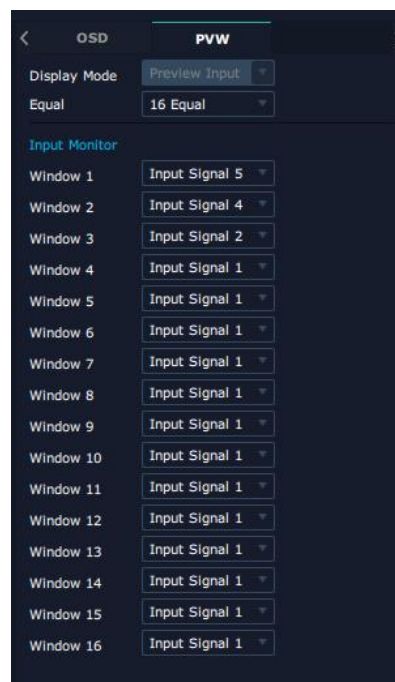 < OSD PVW
Display Mode Preview Input
Equal 16 Equal
Input Monitor
Window 1 Input Signal 5
Window 2 Input Signal 4
Window 3 Input Signal 2
Window 4 Input Signal 1
Window 5 Input Signal 1
Window 6 Input Signal 1
Window 7 Input Signal 1
Window 8 Input Signal 1
Window 9 Input Signal 1
Window 10 Input Signal 1
Window 11 Input Signal 1
Window 12 Input Signal 1
Window 13 Input Signal 1
Window 14 Input Signal 1
Window 15 Input Signal 1
Window 16 Input Signal 1